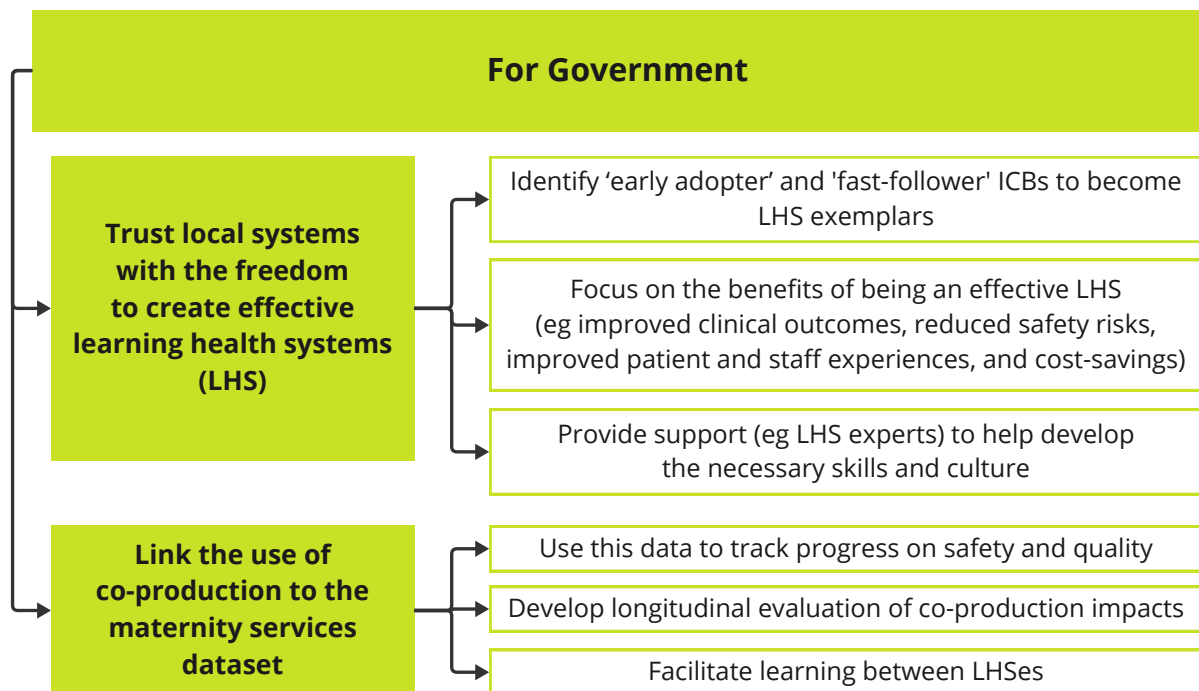 For Government
Trust local systems
with the freedom
to create effective
learning health systems
(LHS)
Identify ‘early adopter’ and 'fast-follower' ICBs to become
LHS exemplars
Focus on the benefits of being an effective LHS
(eg improved clinical outcomes, reduced safety risks,
improved patient and staff experiences, and cost-savings)
Provide support (eg LHS experts) to help develop
the necessary skills and culture
Link the use of
co-production to the
maternity services
dataset
Use this data to track progress on safety and quality
Develop longitudinal evaluation of co-production impacts
Facilitate learning between LHSes